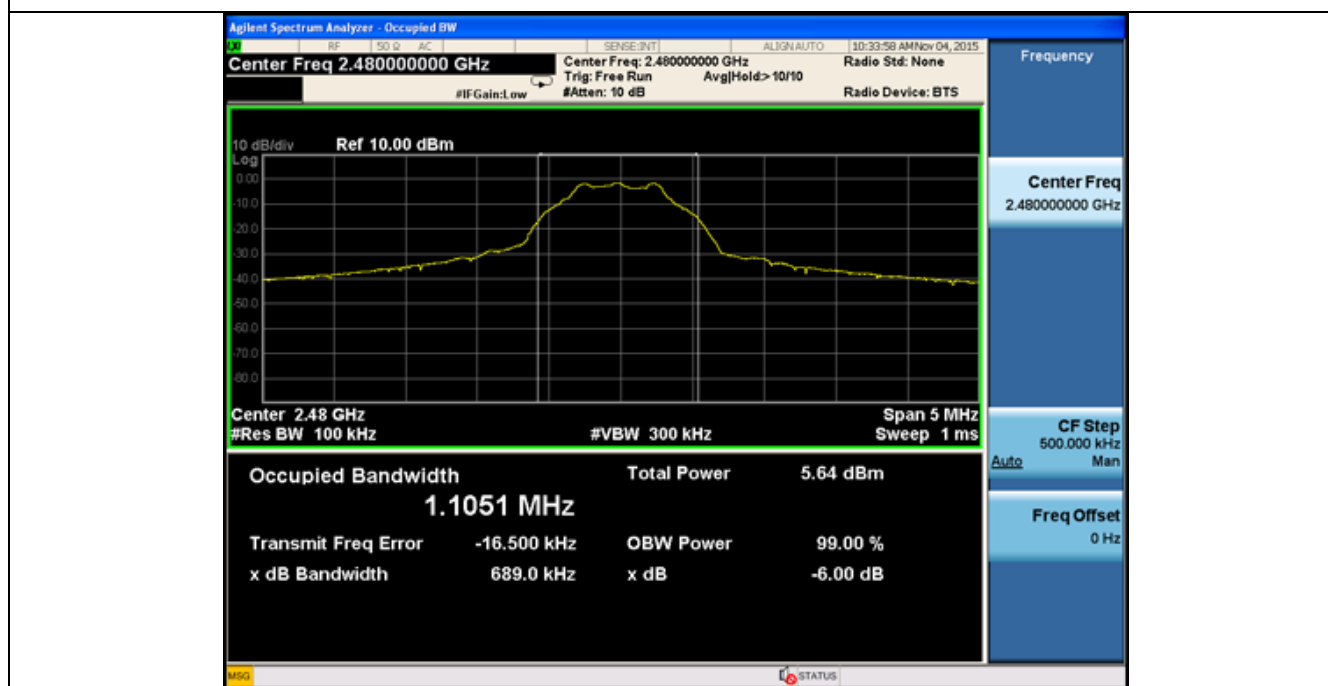 Agilent Spectrum Analyzer - Occupied BW
LXI RF 50 Ω AC SENSE:INT ALIGN AUTO 10:33:58 AM Nov 04, 2015
Center Freq 2.480000000 GHz Center Freq: 2.480000000 GHz Radio Std: None
Trig: Free Run Avg|Hold:> 10/10
#IFGain:Low #Atten: 10 dB Radio Device: BTS
10 dB/div Ref 10.00 dBm
Log
0.00
-10.0
-20.0
-30.0
-40.0
-50.0
-60.0
-70.0
-80.0
Center 2.48 GHz Span 5 MHz
#Res BW 100 kHz #VBW 300 kHz Sweep 1 ms
Occupied Bandwidth Total Power 5.64 dBm
1.1051 MHz
Transmit Freq Error -16.500 kHz OBW Power 99.00 %
x dB Bandwidth 689.0 kHz x dB -6.00 dB
MSG STATUS
Frequency
Center Freq
2.480000000 GHz
CF Step
500.000 kHz
Auto Man
Freq Offset
0 Hz